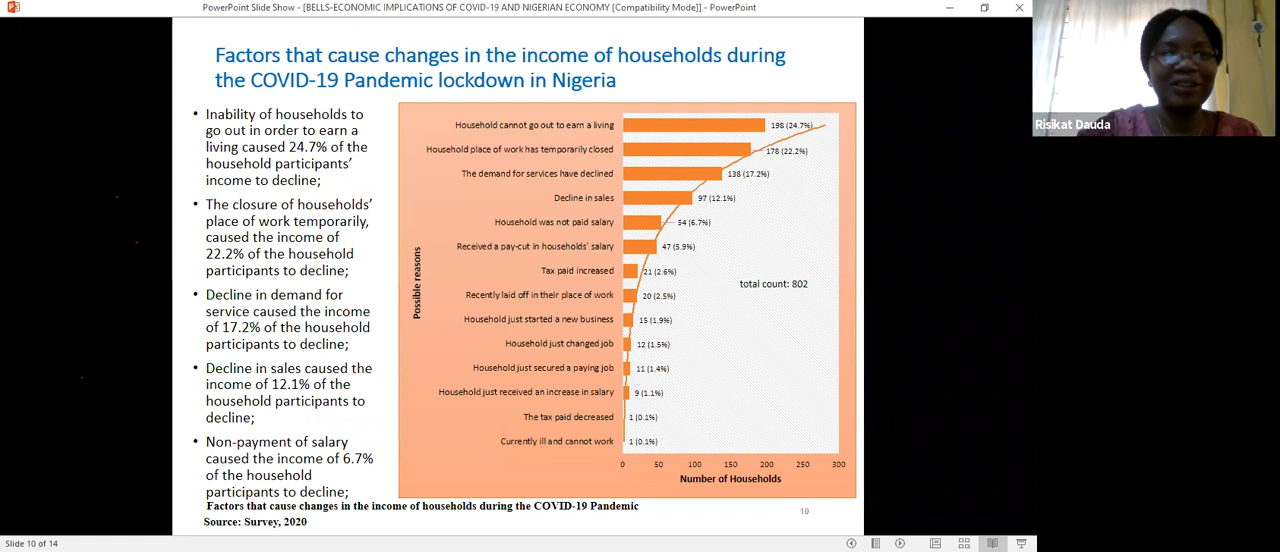 PowerPoint Slide Show - [BELLS-ECONOMIC IMPLICATIONS OF COVID-19 AND NIGERIAN ECONOMY [Compatibility Mode]] - PowerPoint
Risikat Dauda
Factors that cause changes in the income of households during
the COVID-19 Pandemic lockdown in Nigeria
• Inability of households to
go out in order to earn a
living caused 24.7% of the
household participants'
income to decline;
• The closure of households'
place of work temporarily,
caused the income of
22.2% of the household
participants to decline;
• Decline in demand for
service caused the income
of 17.2% of the household
participants to decline;
• Decline in sales caused the
income of 12.1% of the
household participants to
decline;
• Non-payment of salary
caused the income of 6.7%
of the household
participants to decline;
Possible reasons
Household cannot go out to earn a living 198 (24.7%)
Household place of work has temporarily closed 178 (22.2%)
The demand for services have declined 138 (17.2%)
Decline in sales 97 (12.1%)
Household was not paid salary 54 (6.7%)
Received a pay-cut in households' salary 47 (5.9%)
Tax paid increased 21 (2.6%)
Recently laid off in their place of work 20 (2.5%)
Household just started a new business 15 (1.9%)
Household just changed job 12 (1.5%)
Household just secured a paying job 11 (1.4%)
Household just received an increase in salary 9 (1.1%)
The tax paid decreased 1 (0.1%)
Currently ill and cannot work 1 (0.1%)
total count: 802
0 50 100 150 200 250 300
Number of Households
Factors that cause changes in the income of households during the COVID-19 Pandemic
Source: Survey, 2020
10
Slide 10 of 14